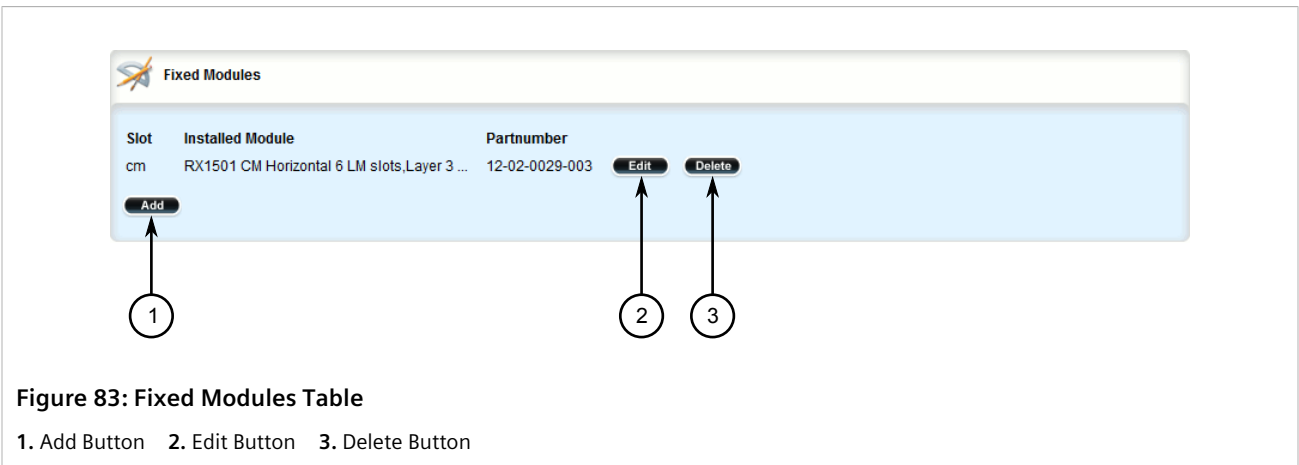 Fixed Modules
Slot Installed Module Partnumber
cm RX1501 CM Horizontal 6 LM slots,Layer 3 ... 12-02-0029-003 Edit Delete
Add
1 2 3
Figure 83: Fixed Modules Table
1. Add Button 2. Edit Button 3. Delete Button